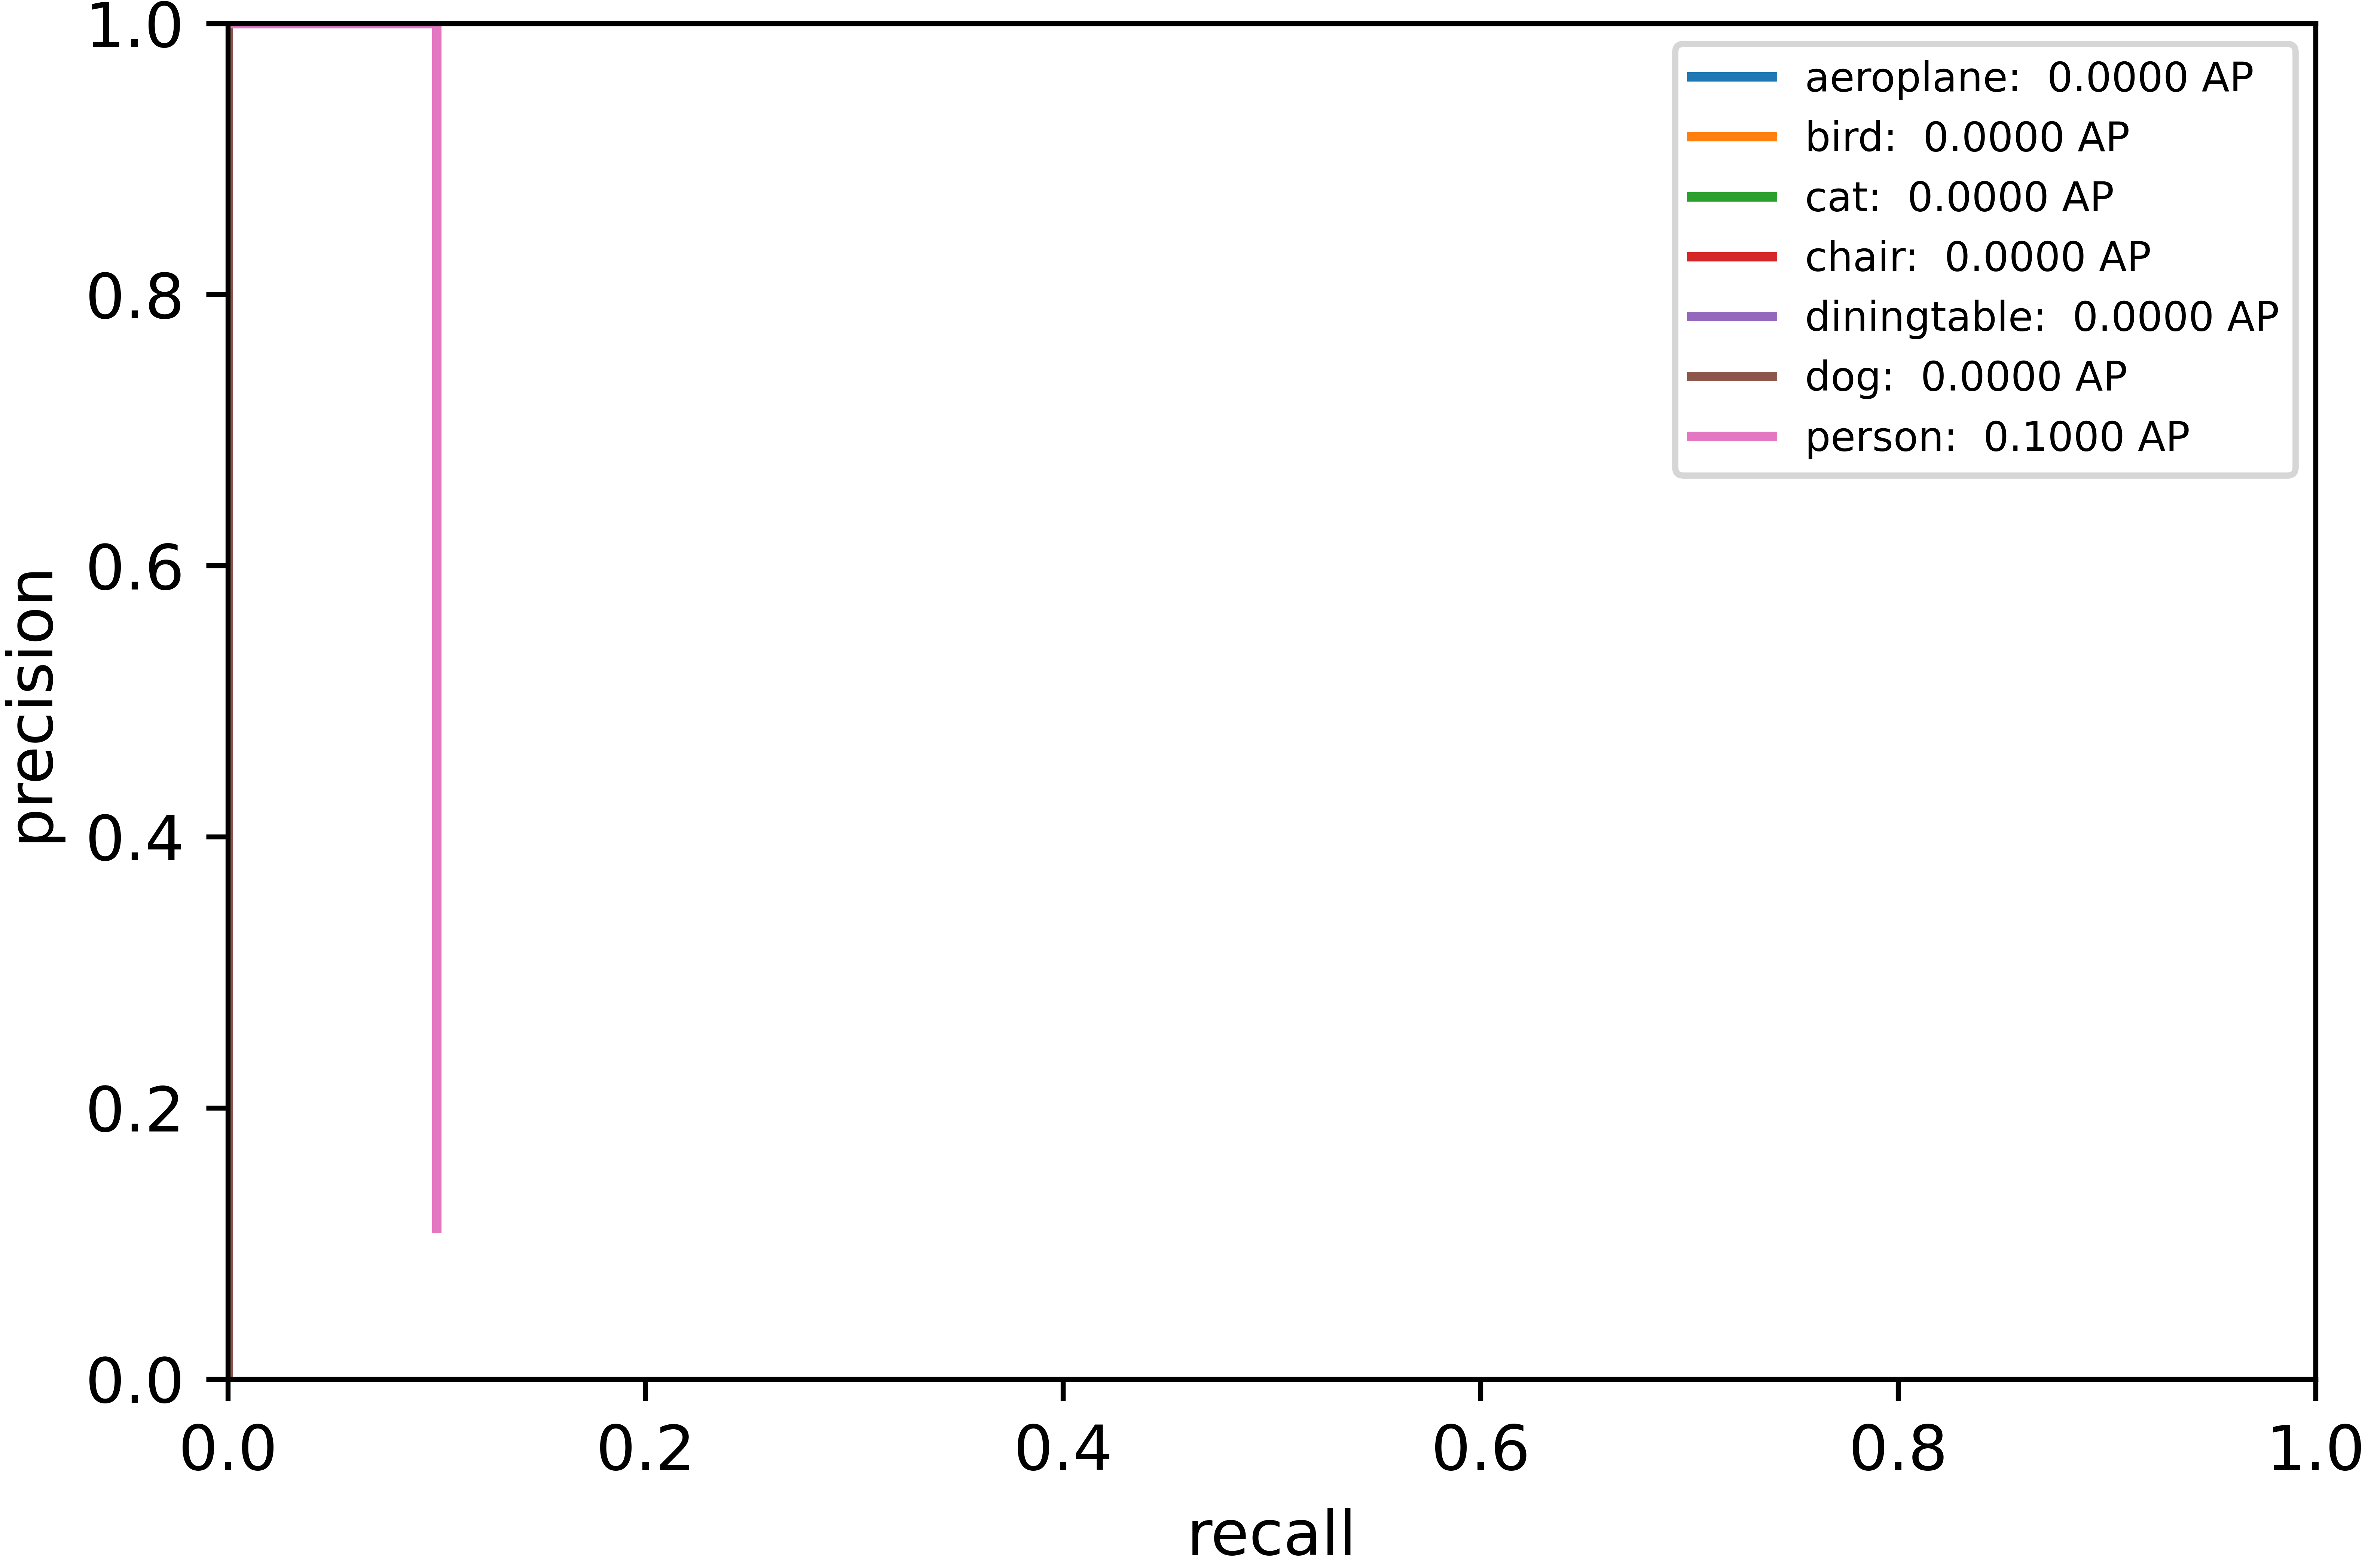 1.0
0.8
0.6
0.4
0.2
0.0
precision
0.0 0.2 0.4 0.6 0.8 1.0
recall
aeroplane: 0.0000 AP
bird: 0.0000 AP
cat: 0.0000 AP
chair: 0.0000 AP
diningtable: 0.0000 AP
dog: 0.0000 AP
person: 0.1000 AP